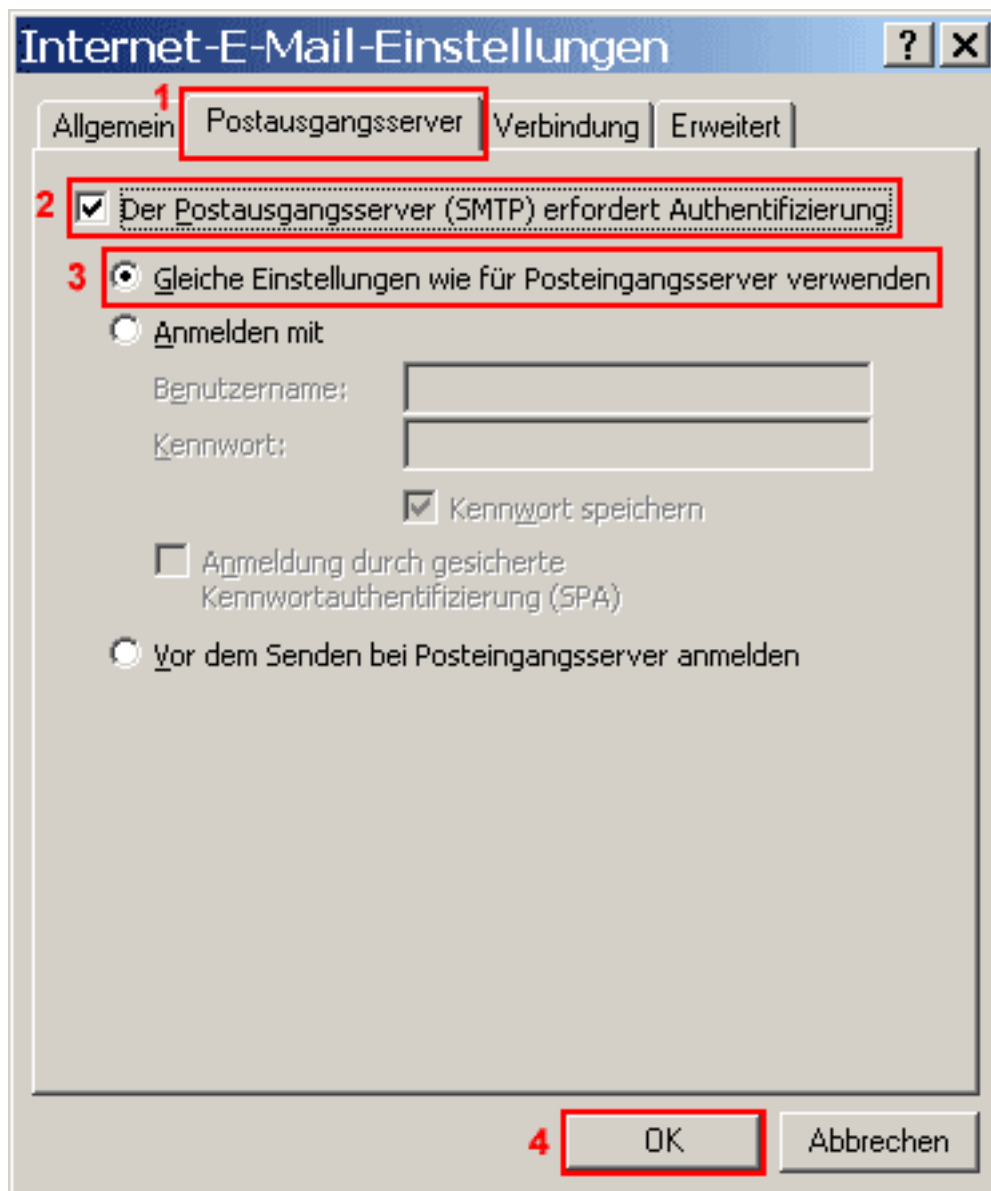 Internet-E-Mail-Einstellungen
1
Allgemein Postausgangsserver Verbindung Erweitert
2 Der Postausgangsserver (SMTP) erfordert Authentifizierung
3 Gleiche Einstellungen wie für Posteingangsserver verwenden
Anmelden mit
Benutzername:
Kennwort:
Kennwort speichern
Anmeldung durch gesicherte
Kennwortauthentifizierung (SPA)
Vor dem Senden bei Posteingangsserver anmelden
4 OK Abbrechen